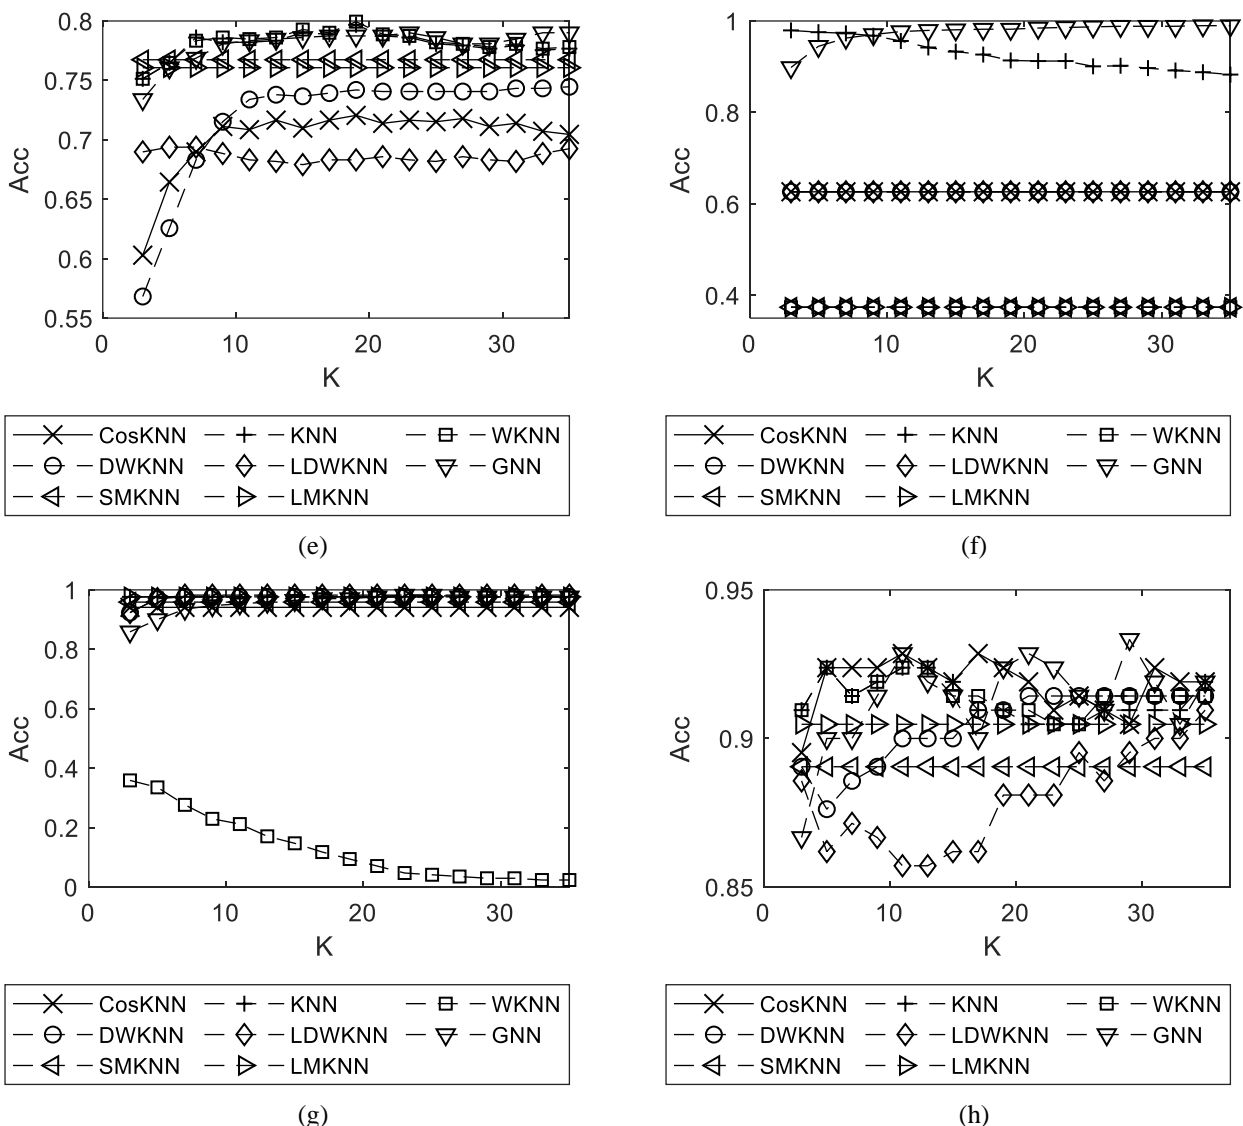 0.8
0.75
0.7
0.65
0.6
0.55
Acc
0 10 20 30
K
CosKNN KNN WKNN
DWKNN LDWKNN GNN
SMKNN LMKNN
(e)
1
0.8
0.6
0.4
Acc
0 10 20 30
K
CosKNN KNN WKNN
DWKNN LDWKNN GNN
SMKNN LMKNN
(f)
1
0.8
0.6
0.4
0.2
0
Acc
0 10 20 30
K
CosKNN KNN WKNN
DWKNN LDWKNN GNN
SMKNN LMKNN
(g)
0.95
0.9
0.85
Acc
0 10 20 30
K
CosKNN KNN WKNN
DWKNN LDWKNN GNN
SMKNN LMKNN
(h)